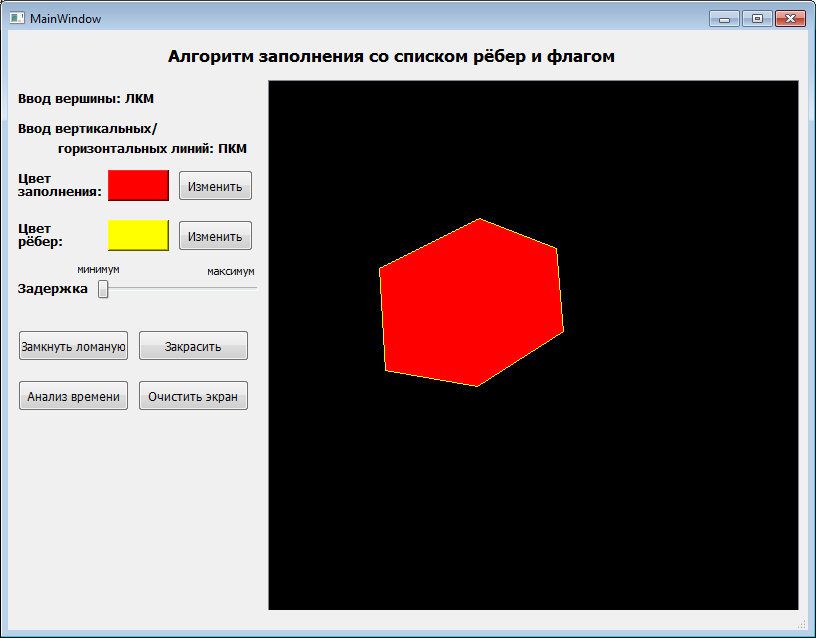 MainWindow
Алгоритм заполнения со списком рёбер и флагом
Ввод вершины: ЛКМ
Ввод вертикальных/
горизонтальных линий: ПКМ
Цвет
заполнения:
Изменить
Цвет
рёбер:
Изменить
минимум
максимум
Задержка
Замкнуть ломаную
Закрасить
Анализ времени
Очистить экран